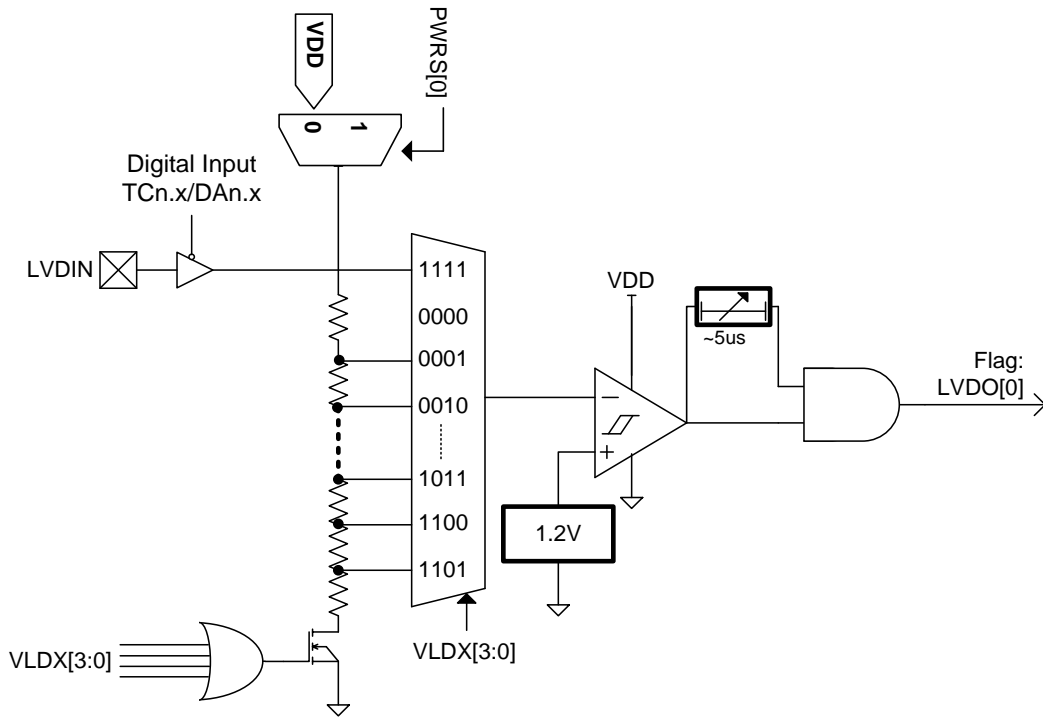 VDD
PWRS[0]
0
1
Digital Input
TCn.x/DAn.x
LVDIN
1111
0000
0001
0010
1011
1100
1101
VLDX[3:0]
VLDX[3:0]
VDD
−
+
1.2V
~5us
Flag:
LVDO[0]